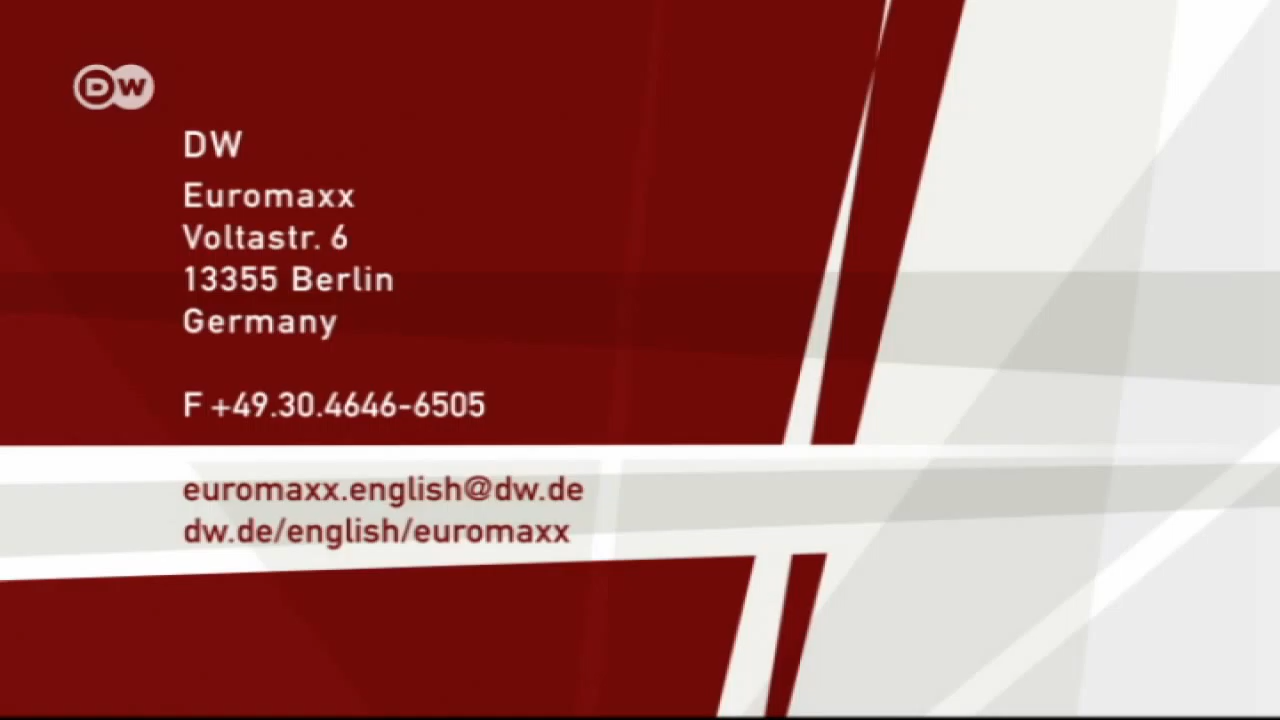 DW
DW
Euromaxx
Voltastr. 6
13355 Berlin
Germany
F +49.30.4646-6505
euromaxx.english@dw.de
dw.de/english/euromaxx